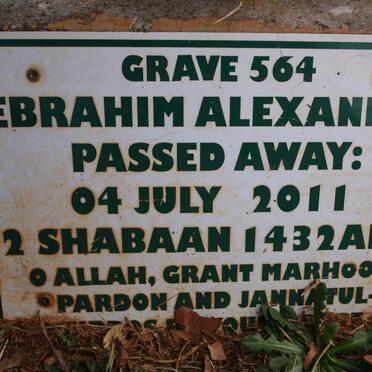 GRAVE 564
EBRAHIM ALEXAN
PASSED AWAY:
04 JULY 2011
2 SHABAAN 1432A
O ALLAH, GRANT MARHOO
PARDON AND JANNATUL-